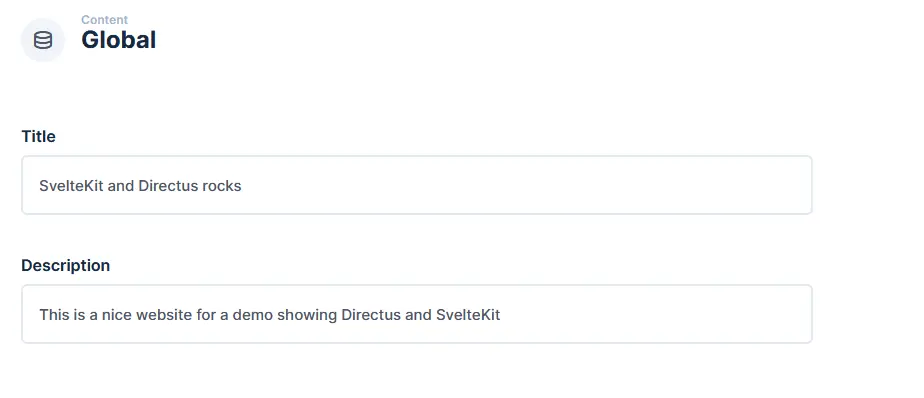 Content
Global
Title
SvelteKit and Directus rocks
Description
This is a nice website for a demo showing Directus and SvelteKit